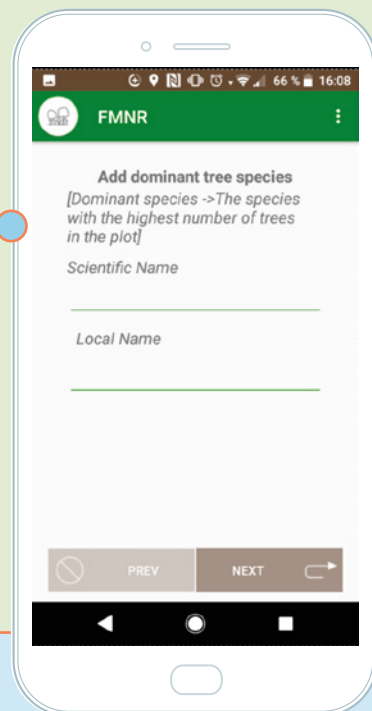 66 % 16:08
FMNR
Add dominant tree species
[Dominant species ->The species
with the highest number of trees
in the plot]
Scientific Name
Local Name
PREV NEXT